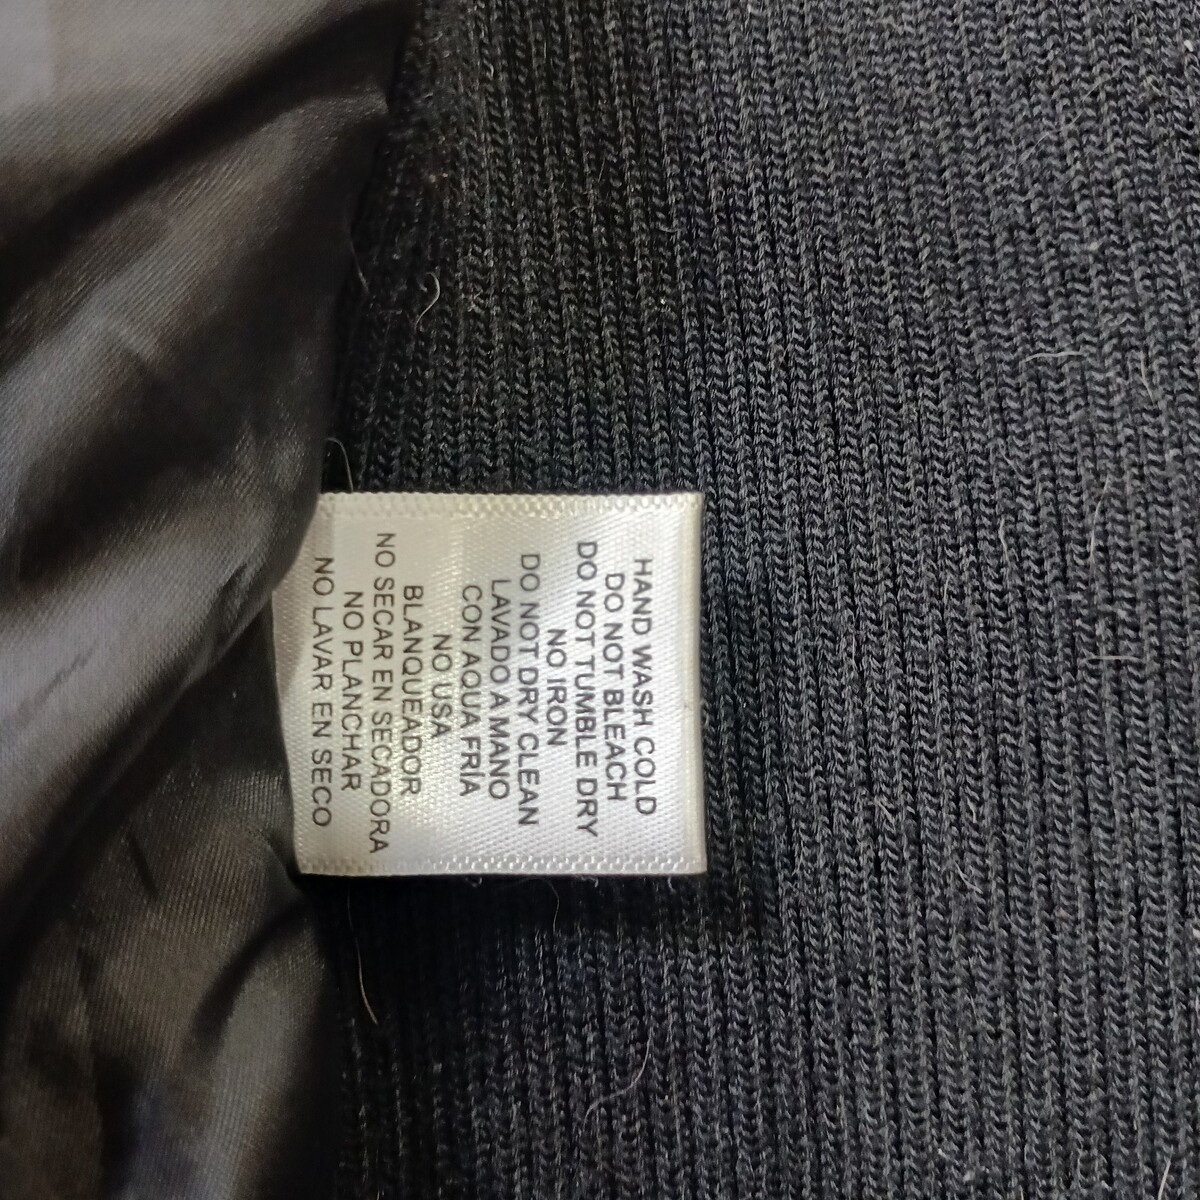 HAND WASH COLD
DO NOT BLEACH
DO NOT TUMBLE DRY
NO IRON
DO NOT DRY CLEAN
LAVADO A MANO
CON AQUA FRÍA
NO USA
BLANQUEADOR
NO SECAR EN SECADORA
NO PLANCHAR
NO LAVAR EN SECO